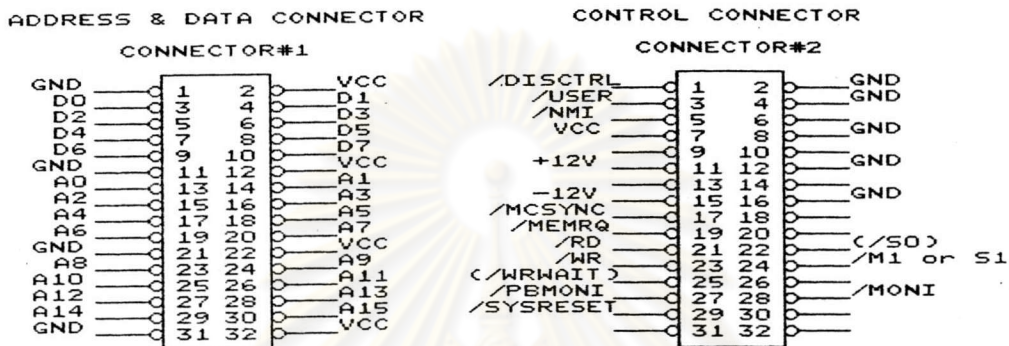 ADDRESS & DATA CONNECTOR
CONNECTOR#1
GND 1 2 VCC
D0 3 4 D1
D2 5 6 D3
D4 7 8 D5
D6 9 10 D7
GND 11 12 VCC
A0 13 14 A1
A2 15 16 A3
A4 17 18 A5
A6 19 20 A7
GND 21 22 VCC
A8 23 24 A9
A10 25 26 A11
A12 27 28 A13
A14 29 30 A15
GND 31 32 VCC
CONTROL CONNECTOR
CONNECTOR#2
/DISCTRL 1 2 GND
/USER 3 4 GND
/NMI 5 6
VCC 7 8 GND
9 10
+12V 11 12 GND
13 14
-12V 15 16 GND
/MCSYNC 17 18
/MEMRQ 19 20
/RD 21 22 (/SO)
/WR 23 24 /M1 or S1
(/WRWAIT) 25 26
/PBMONI 27 28 /MONI
/SYSRESET 29 30
31 32